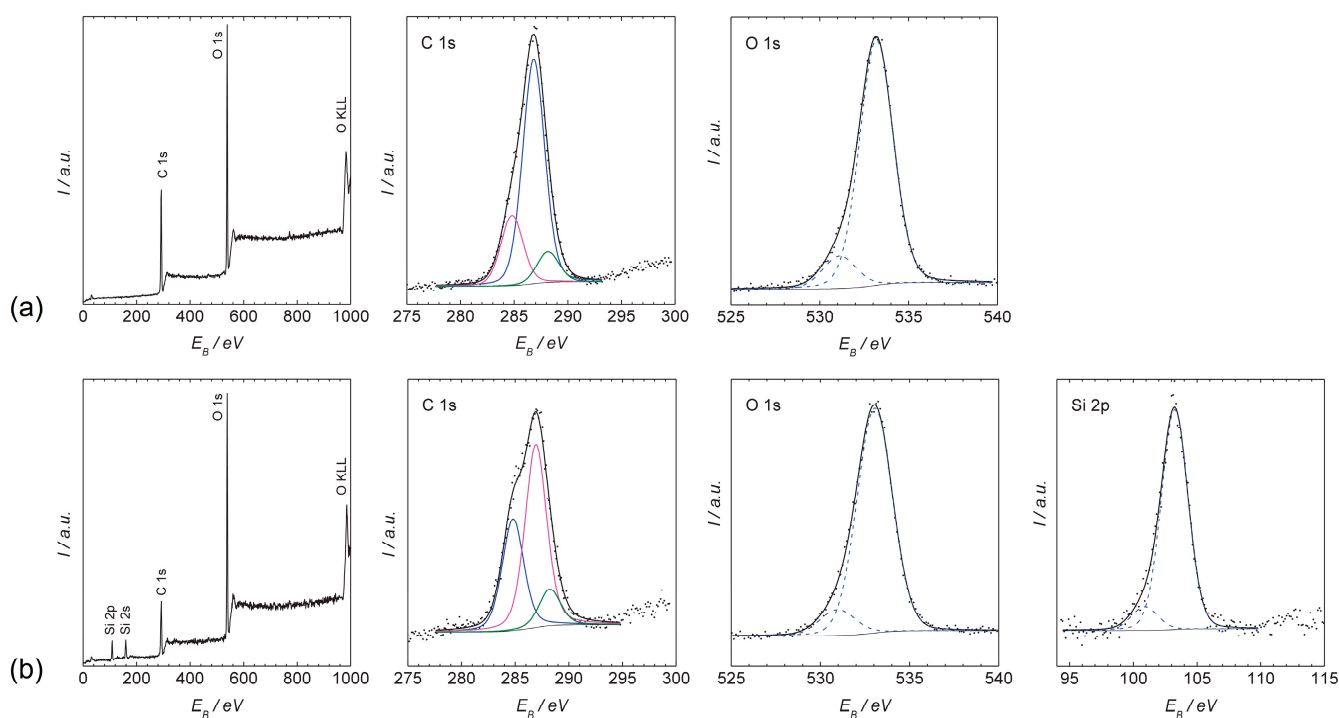 C 1s
O 1s
O KLL
I / a.u.
0 200 400 600 800 1000
E_B / eV
C 1s
I / a.u.
275 280 285 290 295 300
E_B / eV
O 1s
I / a.u.
525 530 535 540
E_B / eV
(a)
Si 2p
Si 2s
C 1s
O 1s
O KLL
I / a.u.
0 200 400 600 800 1000
E_B / eV
C 1s
I / a.u.
275 280 285 290 295 300
E_B / eV
O 1s
I / a.u.
525 530 535 540
E_B / eV
Si 2p
I / a.u.
95 100 105 110 115
E_B / eV
(b)